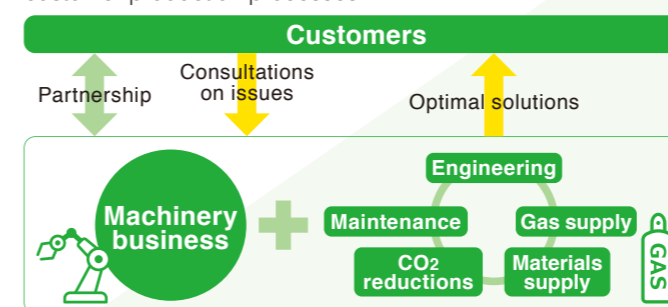 Customers
Partnership
Consultations
on issues
Optimal solutions
Engineering
Machinery
business
Maintenance
Gas supply
CO2
reductions
Materials
supply
GAS